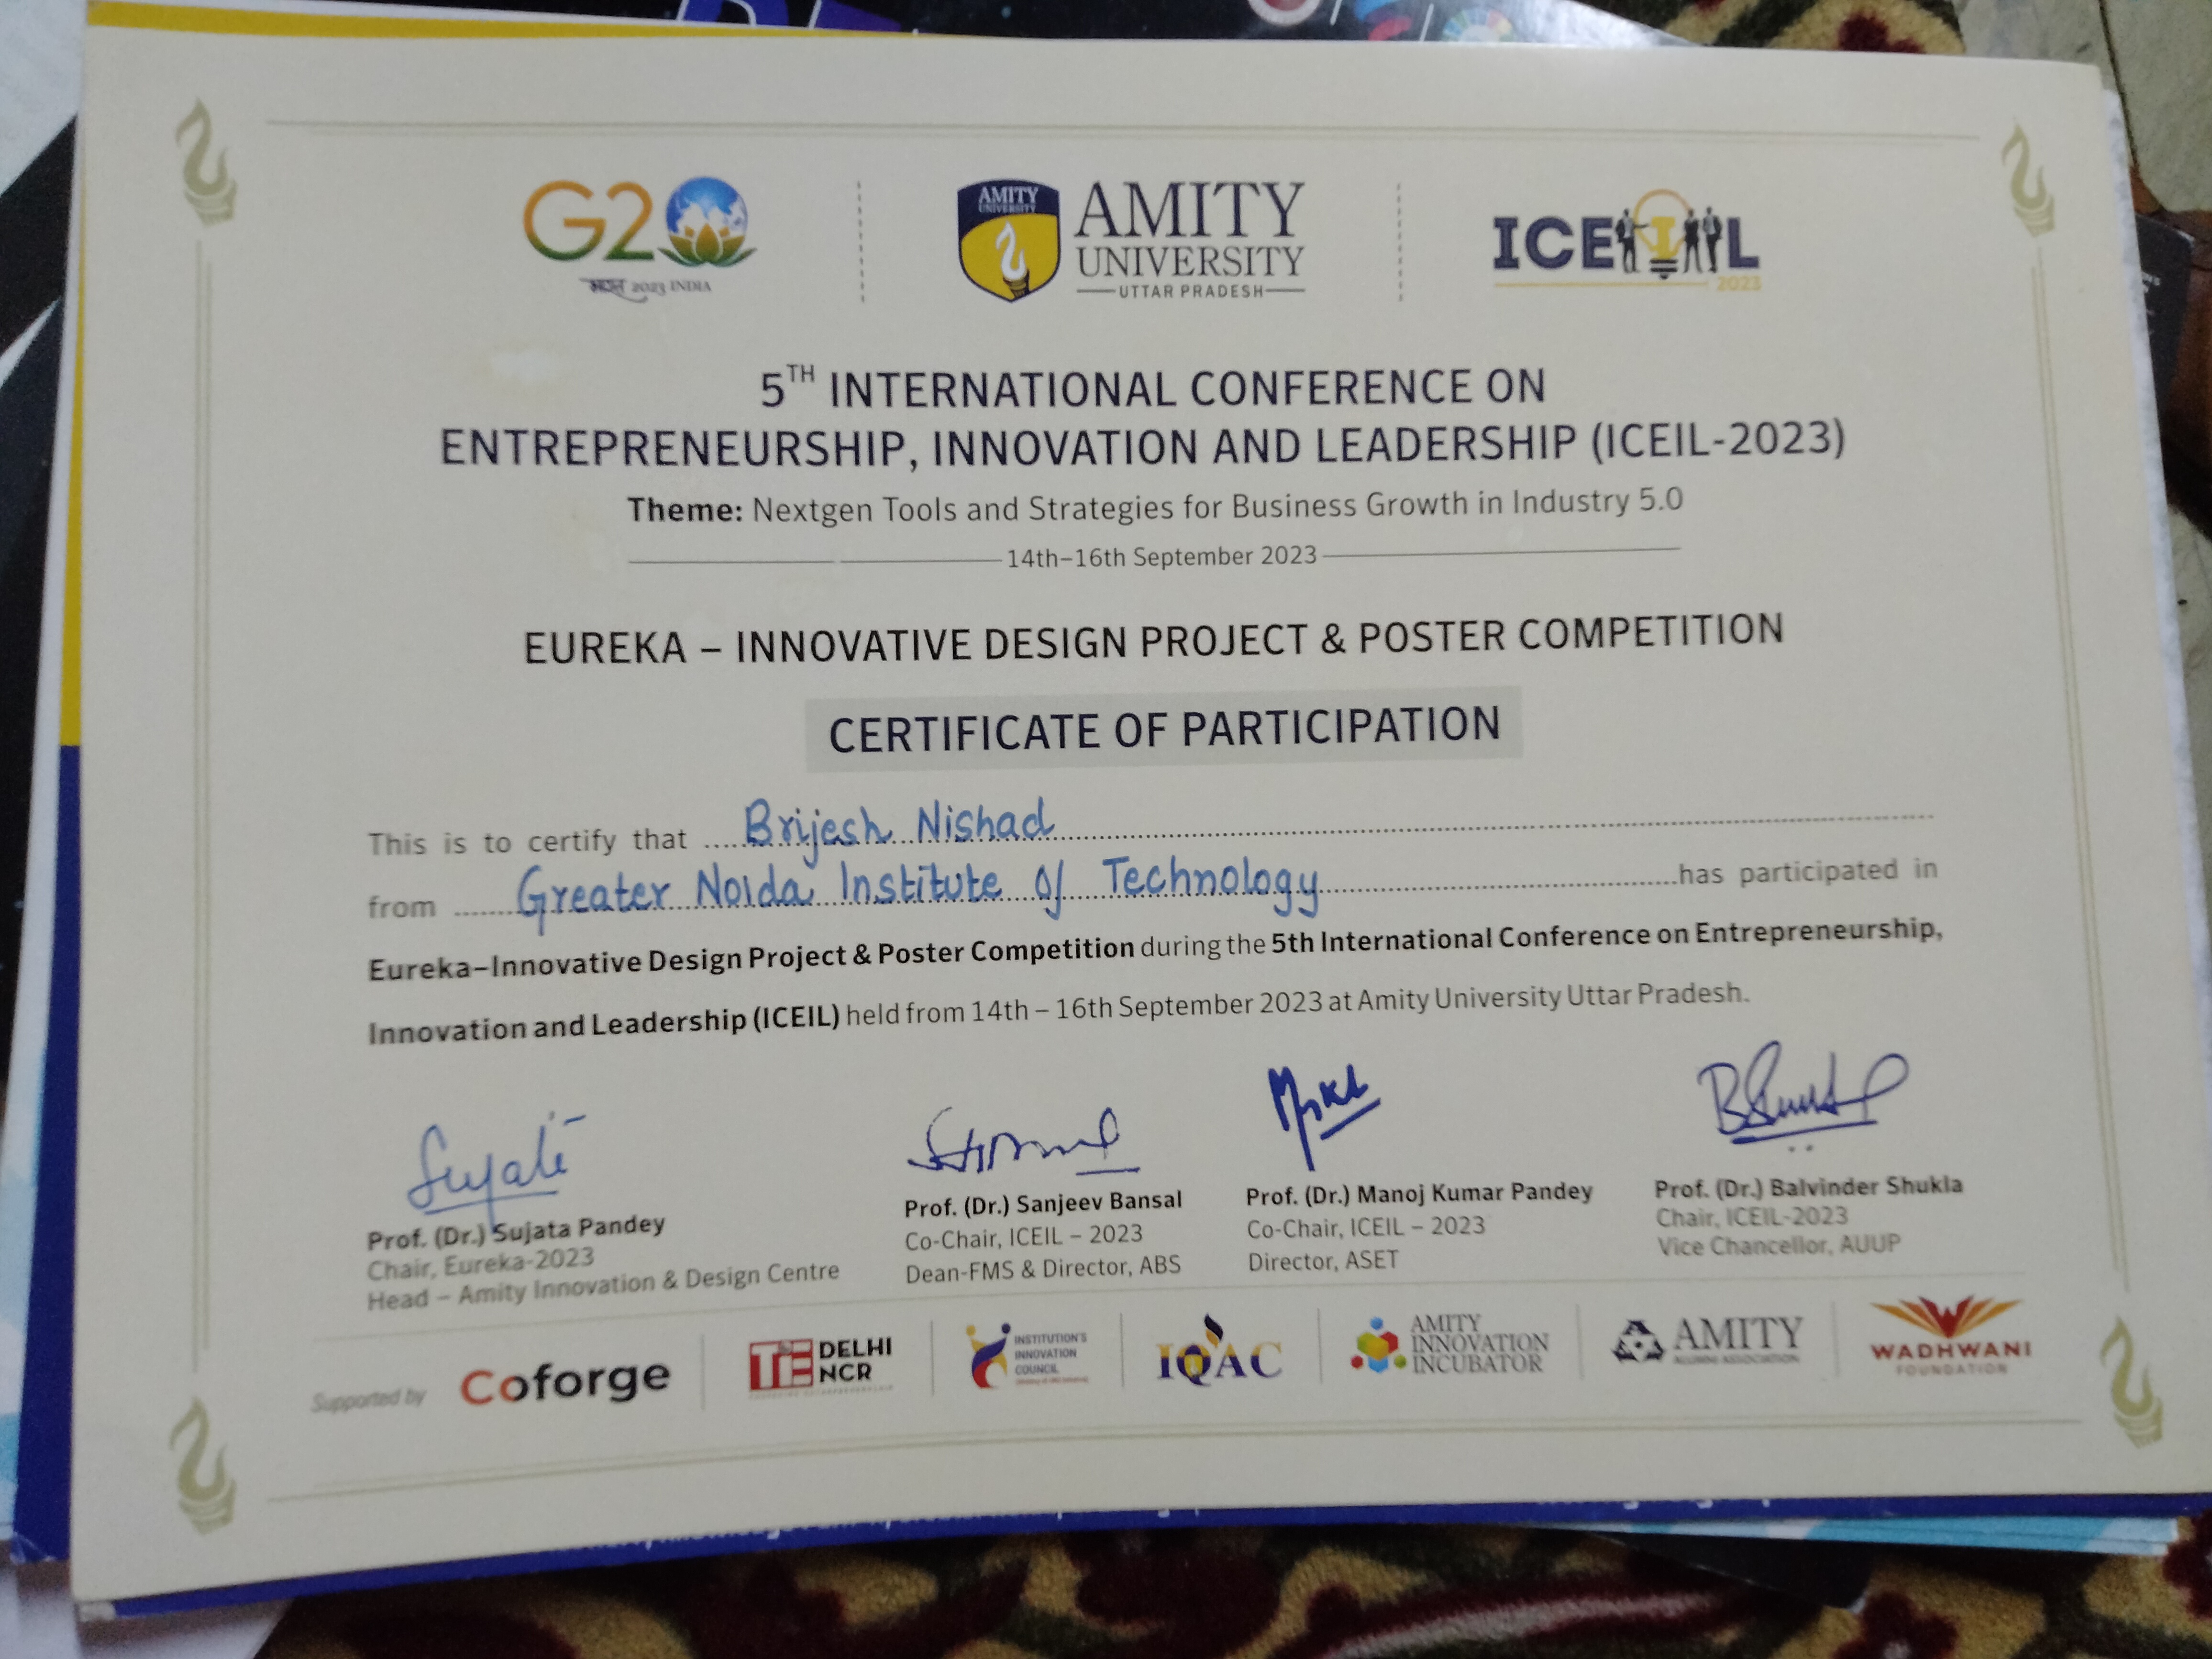 G20
भारत 2023 INDIA
AMITY
UNIVERSITY
AMITY
UNIVERSITY
UTTAR PRADESH
ICEIL
2023
5TH INTERNATIONAL CONFERENCE ON
ENTREPRENEURSHIP, INNOVATION AND LEADERSHIP (ICEIL-2023)
Theme: Nextgen Tools and Strategies for Business Growth in Industry 5.0
14th–16th September 2023
EUREKA – INNOVATIVE DESIGN PROJECT & POSTER COMPETITION
CERTIFICATE OF PARTICIPATION
This is to certify that Brijesh Nishad
from Greater Noida Institute Of Technology has participated in
Eureka–Innovative Design Project & Poster Competition during the 5th International Conference on Entrepreneurship,
Innovation and Leadership (ICEIL) held from 14th – 16th September 2023 at Amity University Uttar Pradesh.
Sujata
Prof. (Dr.) Sujata Pandey
Chair, Eureka-2023
Head – Amity Innovation & Design Centre
Prof. (Dr.) Sanjeev Bansal
Co-Chair, ICEIL – 2023
Dean-FMS & Director, ABS
Prof. (Dr.) Manoj Kumar Pandey
Co-Chair, ICEIL – 2023
Director, ASET
Prof. (Dr.) Balvinder Shukla
Chair, ICEIL-2023
Vice Chancellor, AUUP
Supported by
Coforge
TiE DELHI
NCR
INSTITUTION'S
INNOVATION
COUNCIL
IQAC
AMITY
INNOVATION
INCUBATOR
AMITY
ALUMNI ASSOCIATION
WADHWANI
FOUNDATION